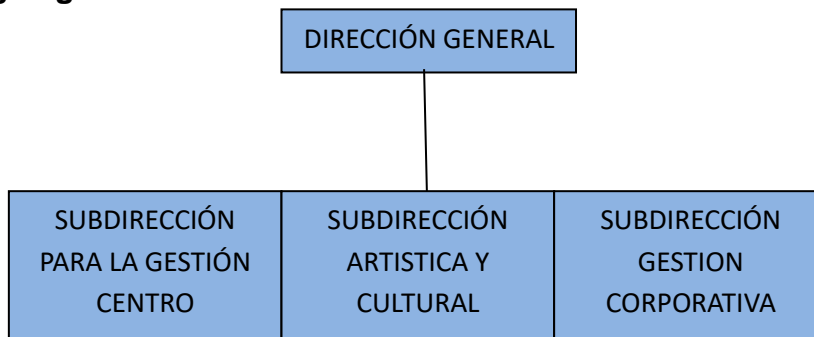 DIRECCIÓN GENERAL
SUBDIRECCIÓN
PARA LA GESTIÓN
CENTRO
SUBDIRECCIÓN
ARTISTICA Y
CULTURAL
SUBDIRECCIÓN
GESTION
CORPORATIVA